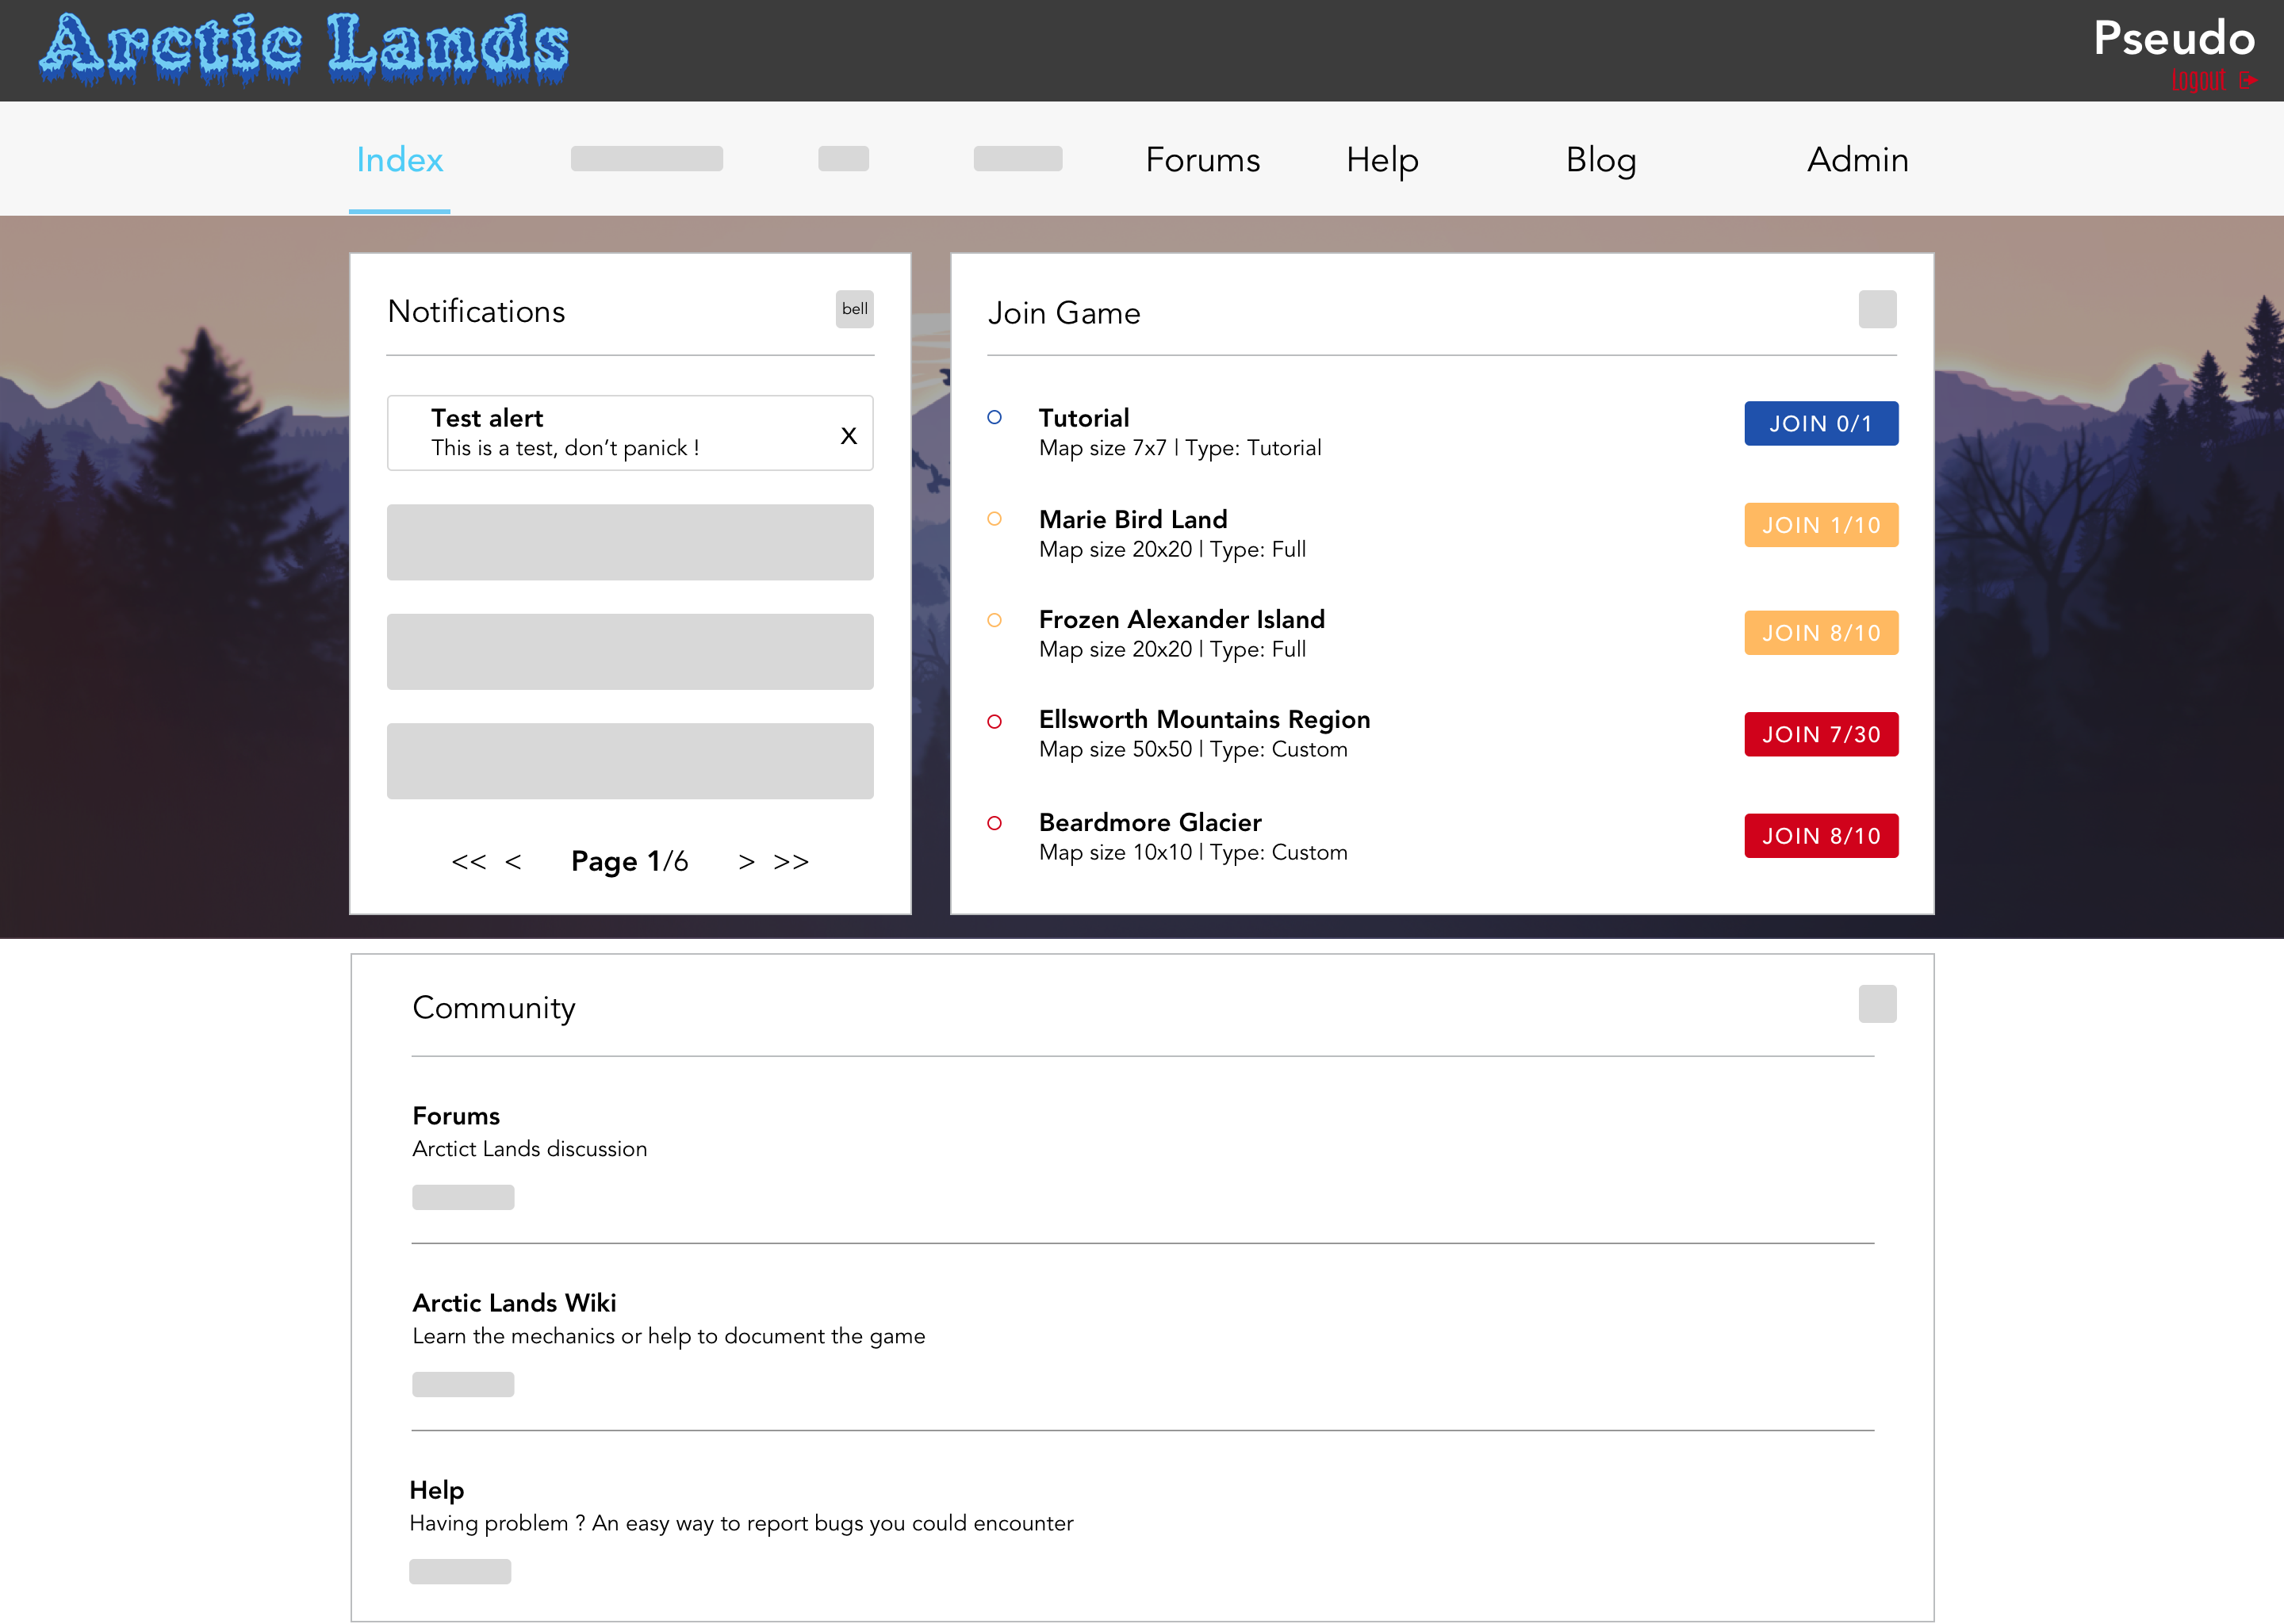 Arctic Lands
Pseudo
Logout
Index
Forums
Help
Blog
Admin
Notifications
bell
Test alert
This is a test, don’t panick !
X
<< < Page 1/6 > >>
Join Game
Tutorial
Map size 7x7 | Type: Tutorial
JOIN 0/1
Marie Bird Land
Map size 20x20 | Type: Full
JOIN 1/10
Frozen Alexander Island
Map size 20x20 | Type: Full
JOIN 8/10
Ellsworth Mountains Region
Map size 50x50 | Type: Custom
JOIN 7/30
Beardmore Glacier
Map size 10x10 | Type: Custom
JOIN 8/10
Community
Forums
Arctict Lands discussion
Arctic Lands Wiki
Learn the mechanics or help to document the game
Help
Having problem ? An easy way to report bugs you could encounter